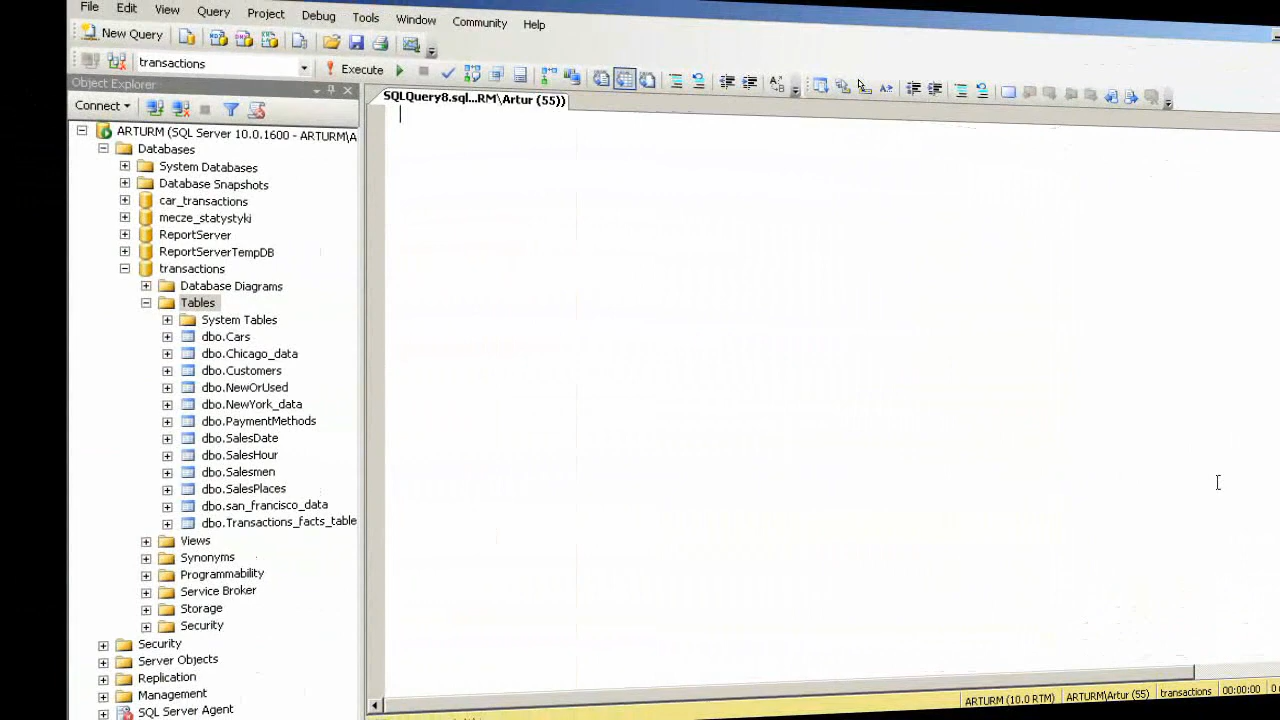 File Edit View Query Project Debug Tools Window Community Help
New Query
transactions Execute
Object Explorer
Connect
SQLQuery8.sql...RM\Artur (55))
ARTURM (SQL Server 10.0.1600 - ARTURM\A
Databases
System Databases
Database Snapshots
car_transactions
mecze_statystyki
ReportServer
ReportServerTempDB
transactions
Database Diagrams
Tables
System Tables
dbo.Cars
dbo.Chicago_data
dbo.Customers
dbo.NewOrUsed
dbo.NewYork_data
dbo.PaymentMethods
dbo.SalesDate
dbo.SalesHour
dbo.Salesmen
dbo.SalesPlaces
dbo.san_francisco_data
dbo.Transactions_facts_table
Views
Synonyms
Programmability
Service Broker
Storage
Security
Security
Server Objects
Replication
Management
SQL Server Agent
ARTURM (10.0 RTM) ARTURM\Artur (55) transactions 00:00:00 0